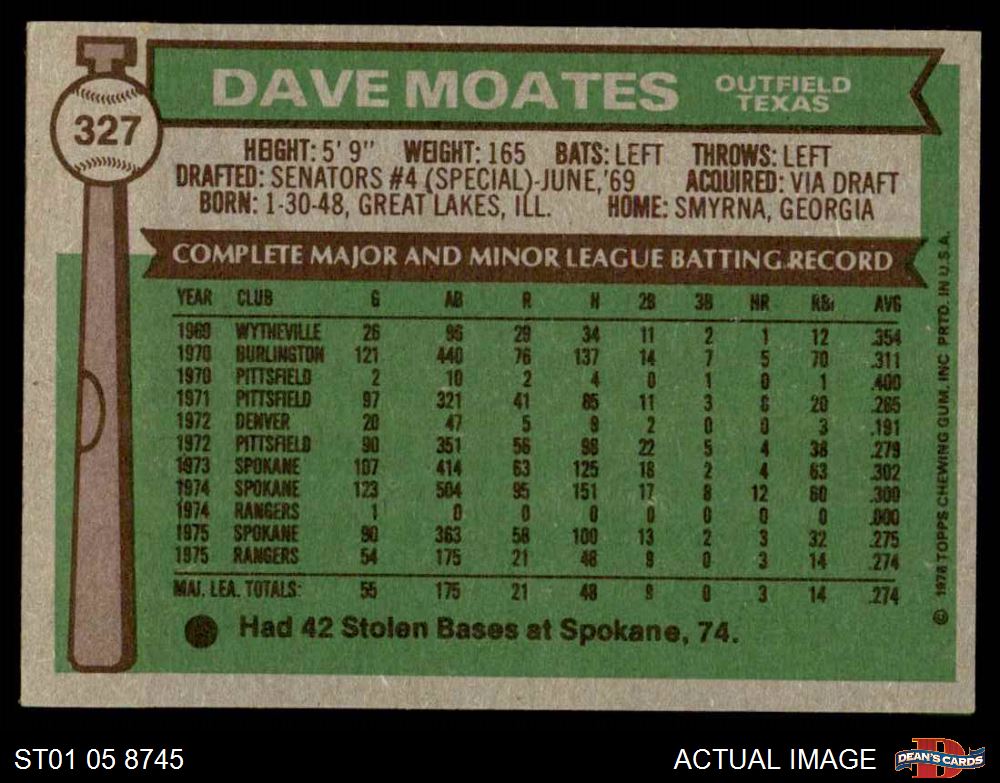 327
DAVE MOATES
OUTFIELD
TEXAS
HEIGHT: 5' 9" WEIGHT: 165 BATS: LEFT THROWS: LEFT
DRAFTED: SENATORS #4 (SPECIAL)-JUNE,'69 ACQUIRED: VIA DRAFT
BORN: 1-30-48, GREAT LAKES, ILL. HOME: SMYRNA, GEORGIA
COMPLETE MAJOR AND MINOR LEAGUE BATTING RECORD
YEAR CLUB G AB R H 2B 3B HR RBI AVG
1969 WYTHEVILLE 26 96 29 34 11 2 1 12 .354
1970 BURLINGTON 121 440 76 137 14 7 5 70 .311
1970 PITTSFIELD 2 10 2 4 0 1 0 1 .400
1971 PITTSFIELD 97 321 41 85 11 3 6 20 .265
1972 DENVER 20 47 5 9 2 0 0 3 .191
1972 PITTSFIELD 90 351 56 98 22 5 4 38 .279
1973 SPOKANE 107 414 63 125 18 2 4 63 .302
1974 SPOKANE 123 504 95 151 17 8 12 60 .300
1974 RANGERS 1 0 0 0 0 0 0 0 .000
1975 SPOKANE 90 363 58 100 13 2 3 32 .275
1975 RANGERS 54 175 21 48 9 0 3 14 .274
MAJ. LEA. TOTALS: 55 175 21 48 9 0 3 14 .274
Had 42 Stolen Bases at Spokane, 74.
© 1976 TOPPS CHEWING GUM, INC PRTD. IN U.S.A.
ST01 05 8745
ACTUAL IMAGE
DEAN'S CARDS